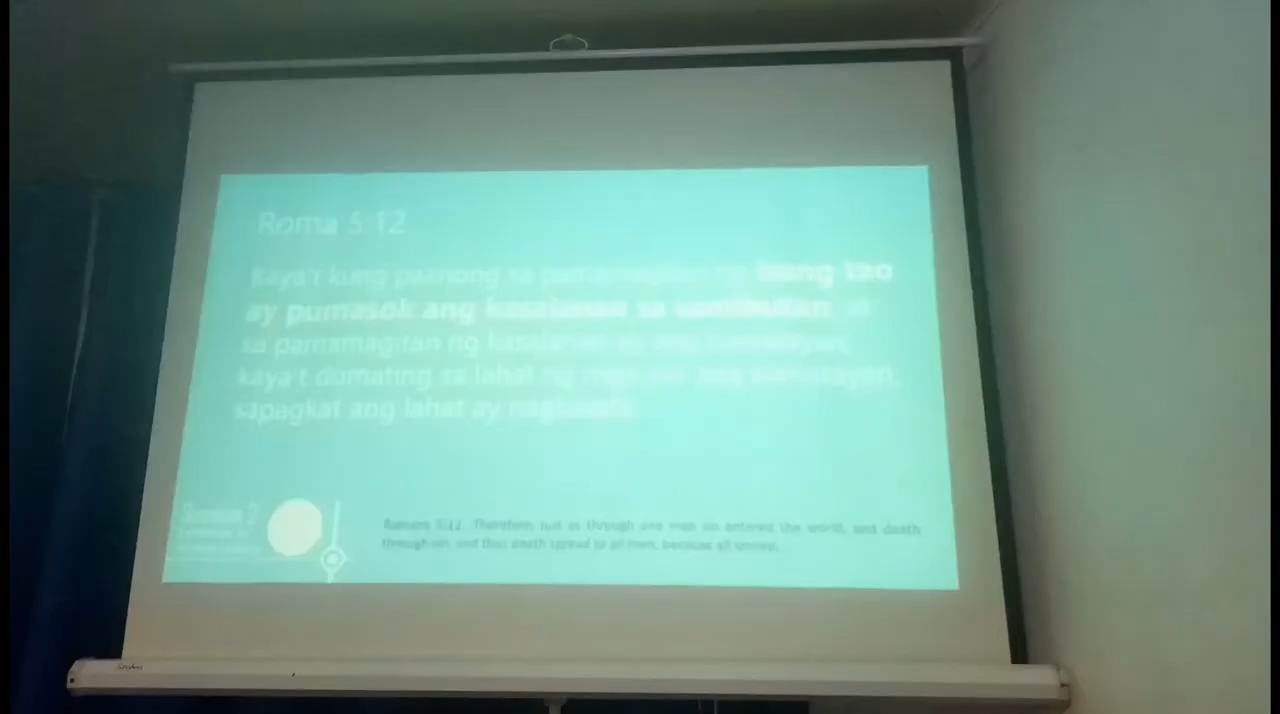 Roma 5:12
Kaya't kung paanong sa pamamagitan ng isang tao
ay pumasok ang kasalanan sa sanlibutan, at
sa pamamagitan ng kasalanan ay ang kamatayan,
kaya't dumating sa lahat ng mga tao ang kamatayan,
sapagkat ang lahat ay nagkasala
Romans 5:12 Therefore, just as through one man sin entered the world, and death
through sin, and thus death spread to all men, because all sinned.